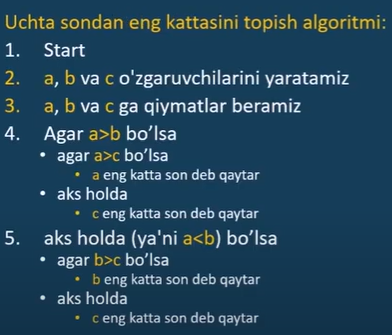 Uchta sondan eng kattasini topish algoritmi:
1. Start
2. a, b va c o'zgaruvchilarini yaratamiz
3. a, b va c ga qiymatlar beramiz
4. Agar a>b bo’lsa
• agar a>c bo’lsa
• a eng katta son deb qaytar
• aks holda
• c eng katta son deb qaytar
5. aks holda (ya'ni a<b) bo’lsa
• agar b>c bo’lsa
• b eng katta son deb qaytar
• aks holda
• c eng katta son deb qaytar